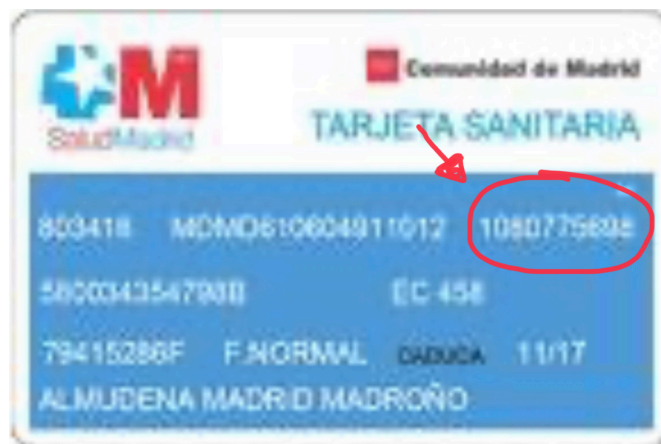 SaludMadrid
Comunidad de Madrid
TARJETA SANITARIA
803418 MDMD610604911012 1080775698
580034354798B EC 458
79415286F F.NORMAL CADUCA 11/17
ALMUDENA MADRID MADROÑO